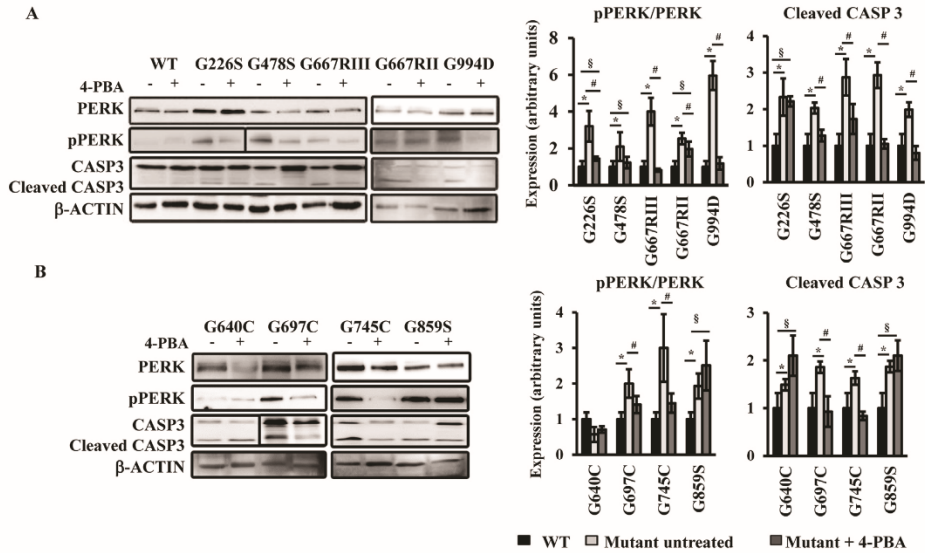 A
WT G226S G478S G667RIII G667RII G994D
4-PBA - + - + - + - + - + - +
PERK
pPERK
CASP3
Cleaved CASP3
β-ACTIN
pPERK/PERK
Expression (arbitrary units)
8
6
4
2
0
§
*
#
§
*
*
#
§
*
#
*
#
G226S
G478S
G667RIII
G667RII
G994D
Cleaved CASP 3
4
3
2
1
0
§
*
*
#
*
#
*
#
*
#
G226S
G478S
G667RIII
G667RII
G994D
B
G640C G697C G745C G859S
4-PBA
- + - + - + - +
PERK
pPERK
CASP3
Cleaved CASP3
β-ACTIN
pPERK/PERK
Expression (arbitrary units)
4
3
2
1
0
*
#
*
#
§
*
G640C
G697C
G745C
G859S
Cleaved CASP 3
3
2
1
0
§
*
*
#
*
#
§
*
G640C
G697C
G745C
G859S
WT Mutant untreated Mutant + 4-PBA